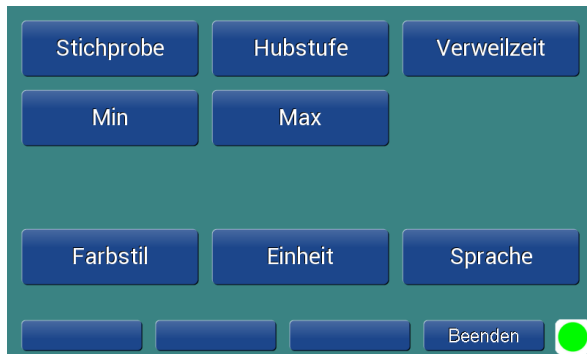 Stichprobe Hubstufe Verweilzeit
Min Max
Farbstil Einheit Sprache
Beenden